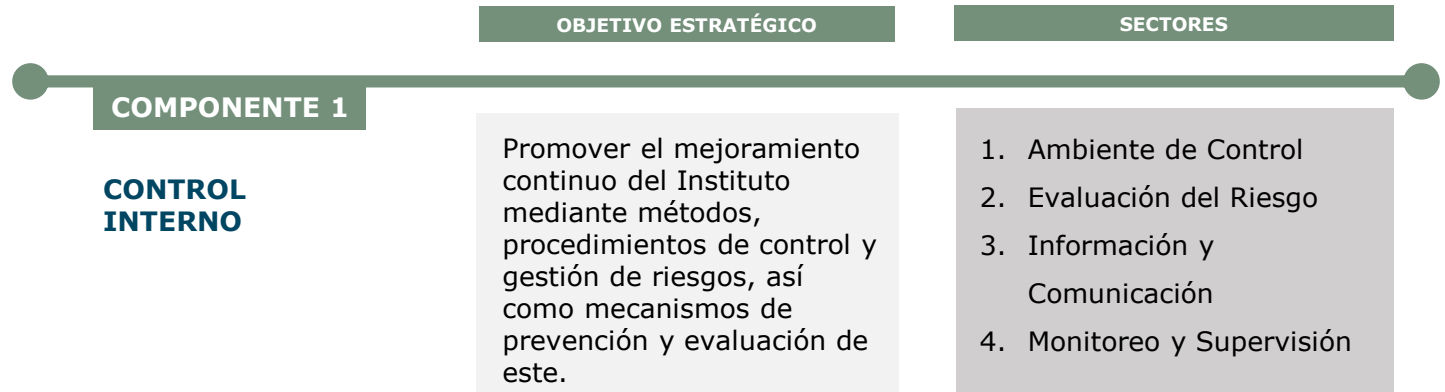 OBJETIVO ESTRATÉGICO
SECTORES
COMPONENTE 1
CONTROL
INTERNO
Promover el mejoramiento
continuo del Instituto
mediante métodos,
procedimientos de control y
gestión de riesgos, así
como mecanismos de
prevención y evaluación de
este.
1. Ambiente de Control
2. Evaluación del Riesgo
3. Información y
Comunicación
4. Monitoreo y Supervisión